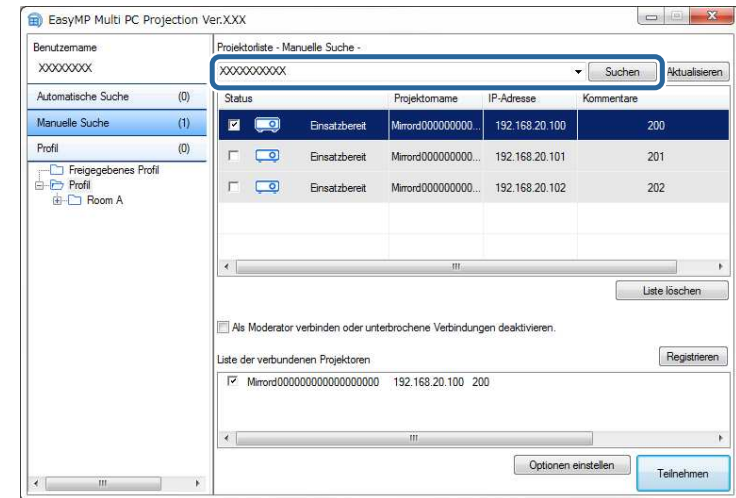 EasyMP Multi PC Projection Ver.XXX
Benutzername
XXXXXXXX
Automatische Suche (0)
Manuelle Suche (1)
Profil (0)
Freigegebenes Profil
Profil
Room A
Projektorliste - Manuelle Suche -
XXXXXXXXXX Suchen Aktualisieren
Status Projektorname IP-Adresse Kommentare
Einsatzbereit Mirrord000000000... 192.168.20.100 200
Einsatzbereit Mirrord000000000... 192.168.20.101 201
Einsatzbereit Mirrord000000000... 192.168.20.102 202
Liste löschen
Als Moderator verbinden oder unterbrochene Verbindungen deaktivieren.
Liste der verbundenen Projektoren Registrieren
Mirrord000000000000000000 192.168.20.100 200
Optionen einstellen Teilnehmen